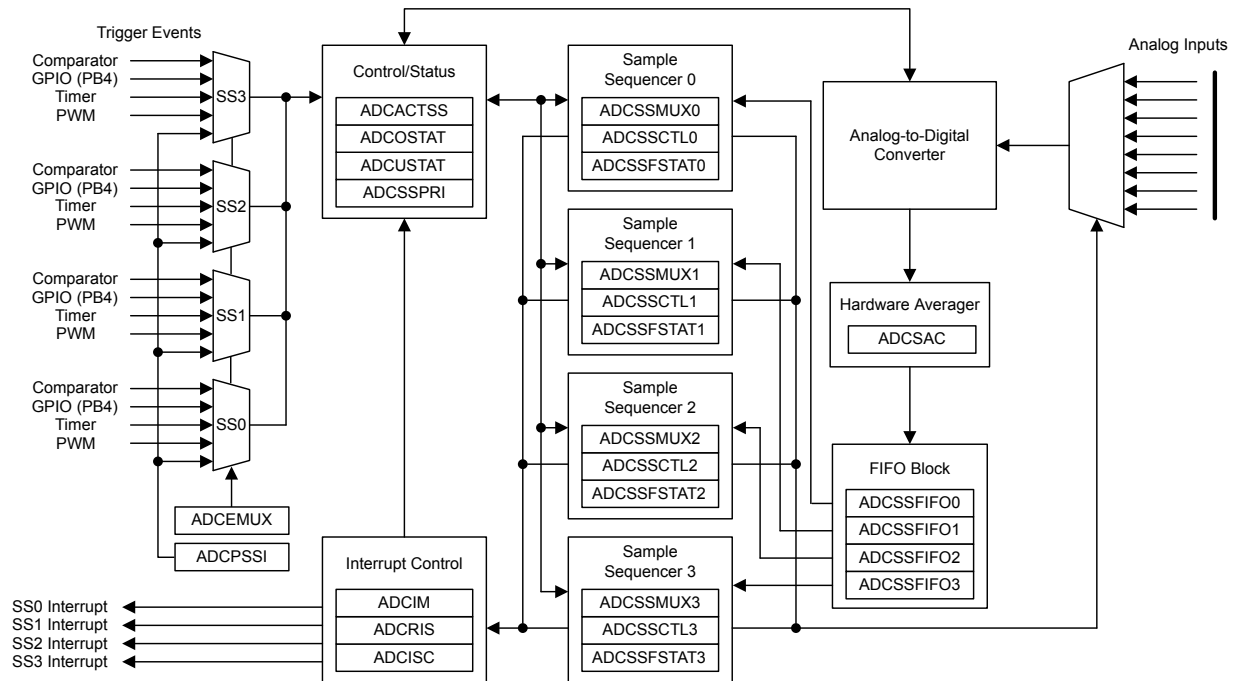 Trigger Events
Comparator
GPIO (PB4)
Timer
PWM
SS3
Comparator
GPIO (PB4)
Timer
PWM
SS2
Comparator
GPIO (PB4)
Timer
PWM
SS1
Comparator
GPIO (PB4)
Timer
PWM
SS0
ADCEMUX
ADCPSSI
SS0 Interrupt
SS1 Interrupt
SS2 Interrupt
SS3 Interrupt
Control/Status
ADCACTSS
ADCOSTAT
ADCUSTAT
ADCSSPRI
Interrupt Control
ADCIM
ADCRIS
ADCISC
Sample
Sequencer 0
ADCSSMUX0
ADCSSCTL0
ADCSSFSTAT0
Sample
Sequencer 1
ADCSSMUX1
ADCSSCTL1
ADCSSFSTAT1
Sample
Sequencer 2
ADCSSMUX2
ADCSSCTL2
ADCSSFSTAT2
Sample
Sequencer 3
ADCSSMUX3
ADCSSCTL3
ADCSSFSTAT3
Analog-to-Digital
Converter
Hardware Averager
ADCSAC
FIFO Block
ADCSSFIFO0
ADCSSFIFO1
ADCSSFIFO2
ADCSSFIFO3
Analog Inputs